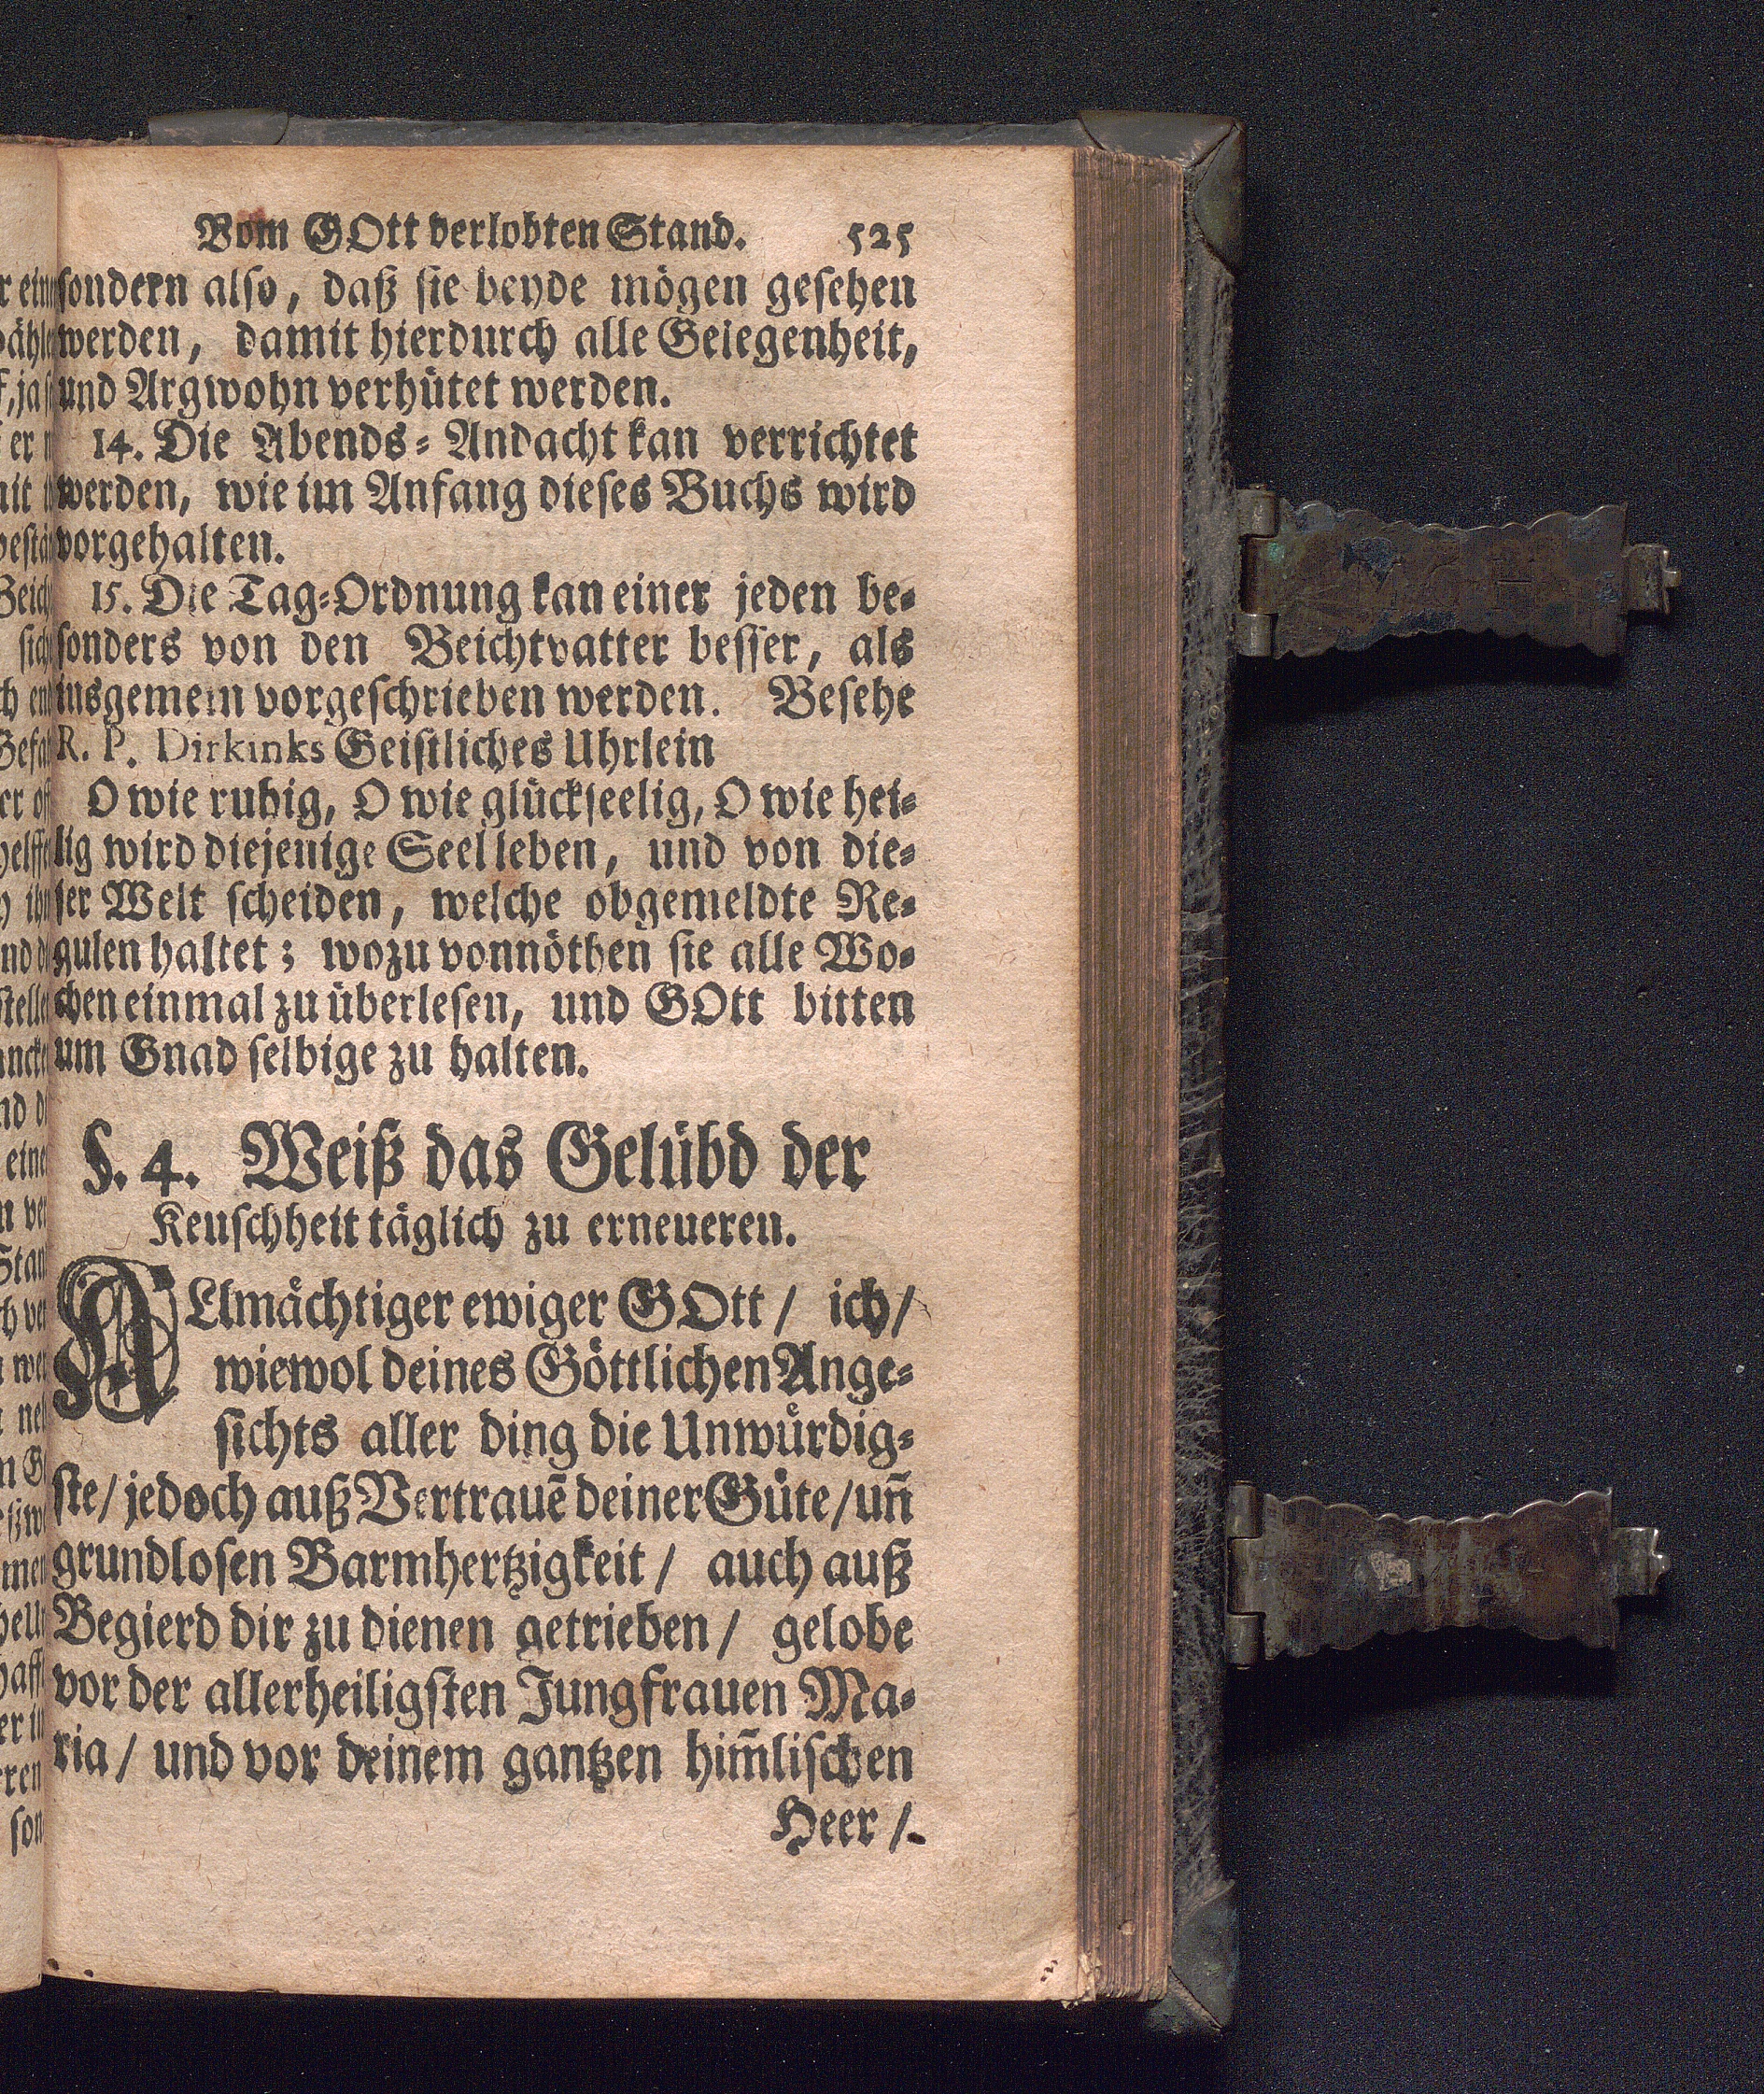 Vom GOtt verlobten Stand. 525
sondern also, daß sie beyde mögen gesehen
werden, damit hierdurch alle Gelegenheit,
und Argwohn verhütet werden.
14. Die Abends-Andacht kan verrichtet
werden, wie im Anfang dieses Buchs wird
vorgehalten.
15. Die Tag-Ordnung kan einer jeden be-
sonders von den Beichtvatter besser, als
insgemein vorgeschrieben werden. Besehe
R. P. Dirkinks Geistliches Uhrlein
O wie ruhig, O wie glückseelig, O wie hei-
lig wird diejenige Seel leben, und von die-
ser Welt scheiden, welche obgemeldte Re-
gulen haltet; wozu vonnöthen sie alle Wo-
chen einmal zu überlesen, und GOtt bitten
um Gnad selbige zu halten.
§. 4. Weiß das Gelübd der
Keuschheit täglich zu erneueren.
ALlmächtiger ewiger GOtt / ich /
wiewol deines Göttlichen Ange-
sichts aller ding die Unwürdig-
ste / jedoch auß Vertrauẽ deiner Güte / uñ
grundlosen Barmhertzigkeit / auch auß
Begierd dir zu dienen getrieben / gelobe
vor der allerheiligsten Jungfrauen Ma-
ria / und vor deinem gantzen him̃lischen
Heer /